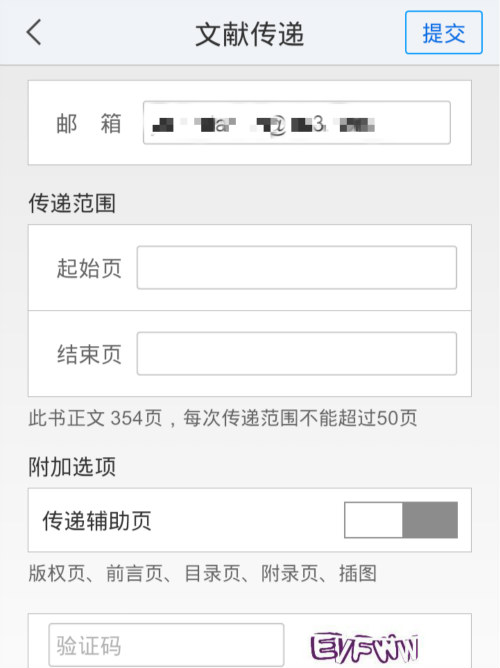 文献传递
提交
邮 箱
传递范围
起始页
结束页
此书正文 354页，每次传递范围不能超过50页
附加选项
传递辅助页
版权页、前言页、目录页、附录页、插图
验证码